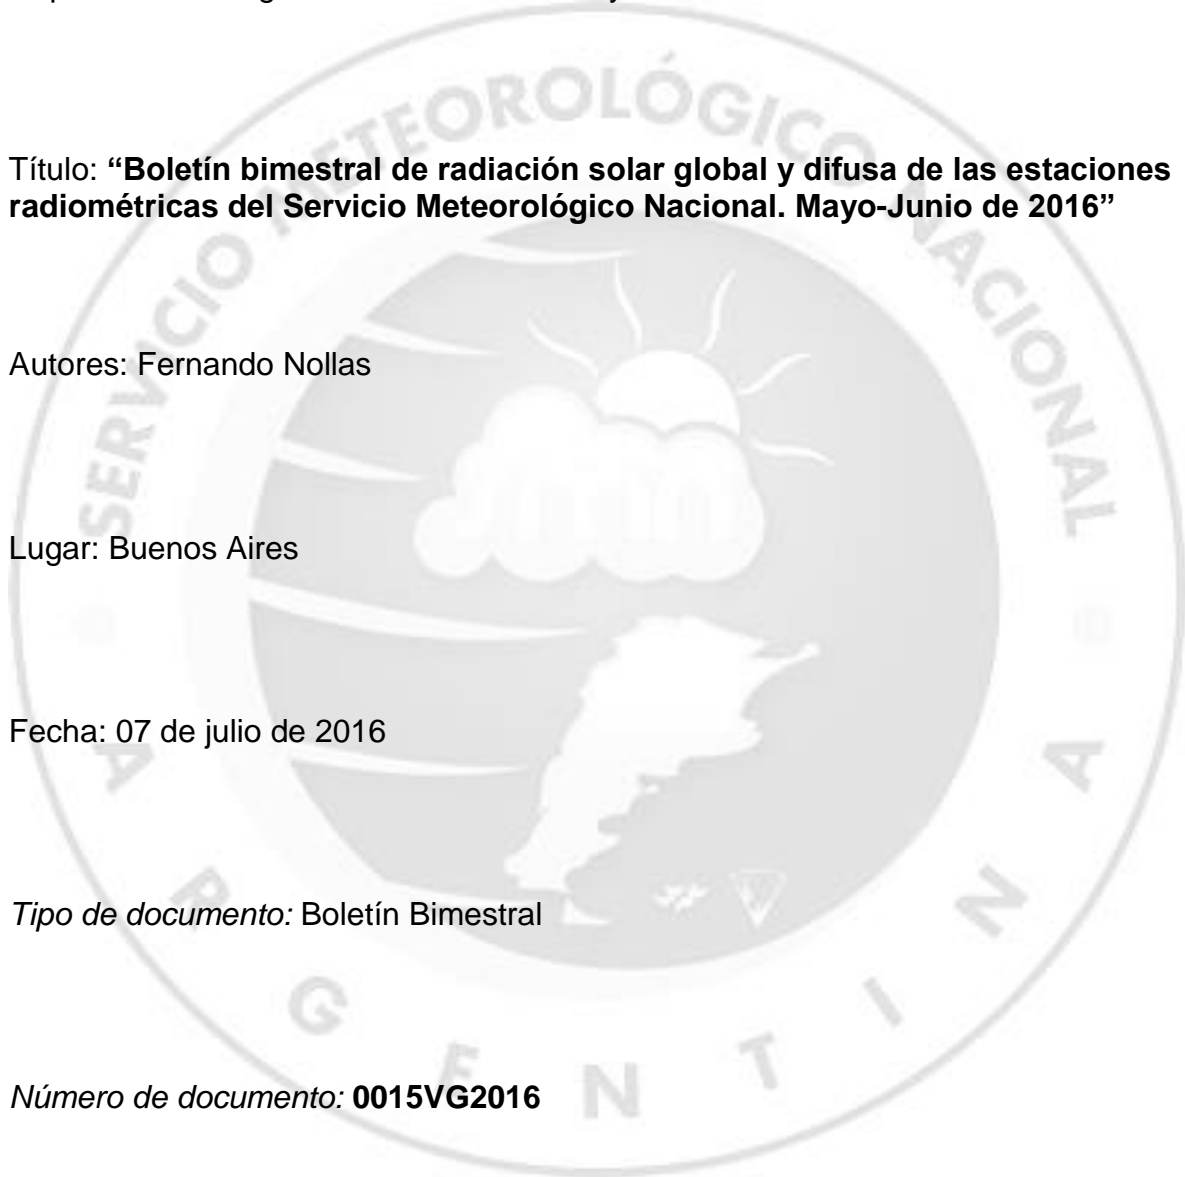 Título: “Boletín bimestral de radiación solar global y difusa de las estaciones
radiométricas del Servicio Meteorológico Nacional. Mayo-Junio de 2016”
Autores: Fernando Nollas
Lugar: Buenos Aires
Fecha: 07 de julio de 2016
Tipo de documento: Boletín Bimestral
Número de documento: 0015VG2016
SERVICIO METEOROLÓGICO NACIONAL
ARGENTINA
smn